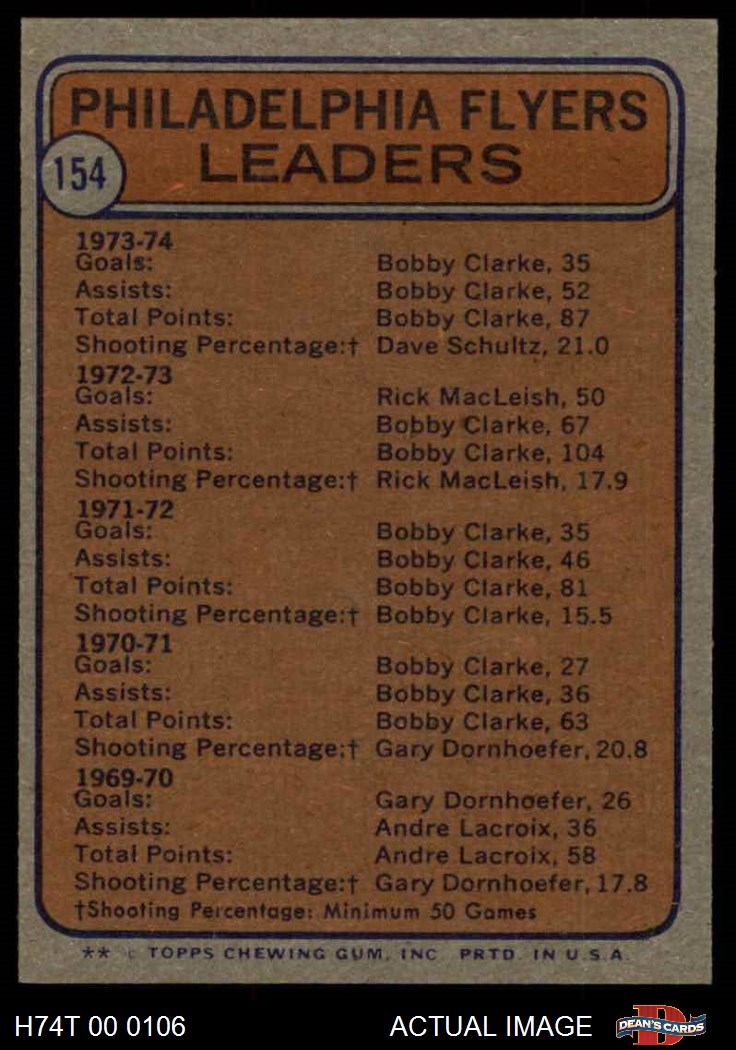 PHILADELPHIA FLYERS
154 LEADERS
1973-74
Goals: Bobby Clarke, 35
Assists: Bobby Clarke, 52
Total Points: Bobby Clarke, 87
Shooting Percentage:† Dave Schultz, 21.0
1972-73
Goals: Rick MacLeish, 50
Assists: Bobby Clarke, 67
Total Points: Bobby Clarke, 104
Shooting Percentage:† Rick MacLeish, 17.9
1971-72
Goals: Bobby Clarke, 35
Assists: Bobby Clarke, 46
Total Points: Bobby Clarke, 81
Shooting Percentage:† Bobby Clarke, 15.5
1970-71
Goals: Bobby Clarke, 27
Assists: Bobby Clarke, 36
Total Points: Bobby Clarke, 63
Shooting Percentage:† Gary Dornhoefer, 20.8
1969-70
Goals: Gary Dornhoefer, 26
Assists: Andre Lacroix, 36
Total Points: Andre Lacroix, 58
Shooting Percentage:† Gary Dornhoefer, 17.8
†Shooting Percentage: Minimum 50 Games
** © TOPPS CHEWING GUM, INC PRTD. IN U.S.A.
H74T 00 0106 ACTUAL IMAGE D DEAN'S CARDS